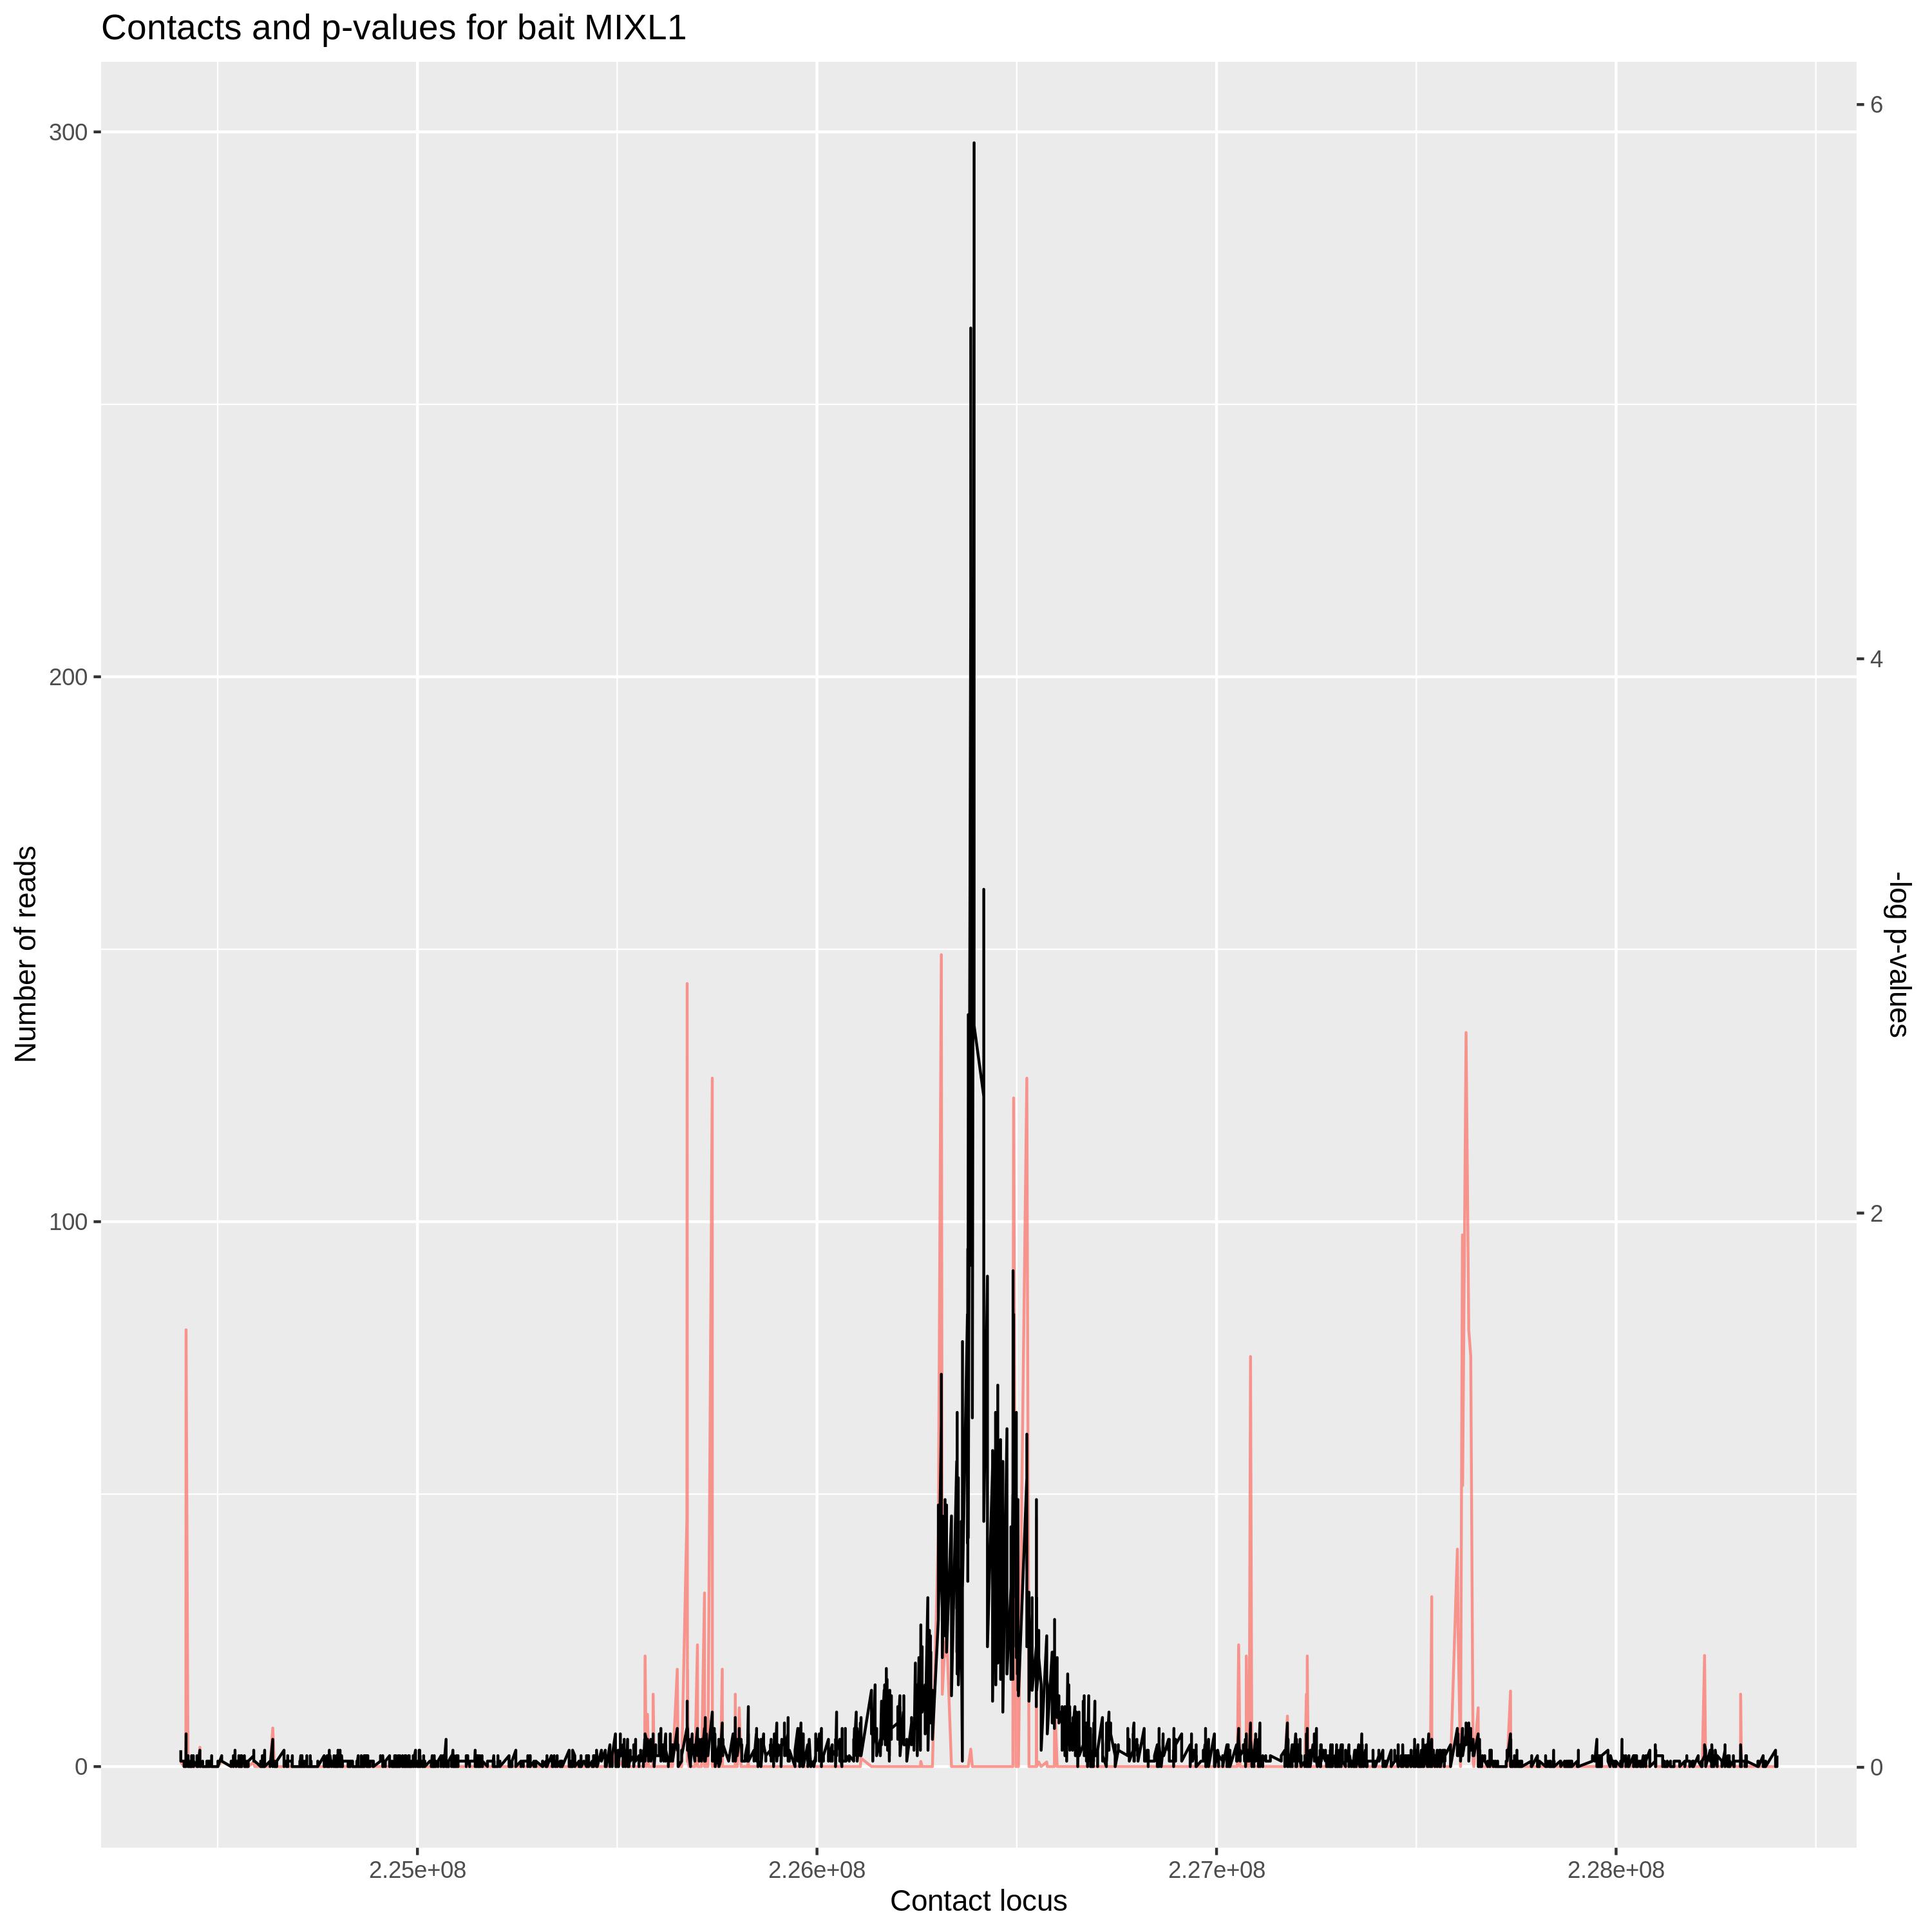 Contacts and p-values for bait MIXL1
300
200
100
0
Number of reads
6
4
2
0
-log p-values
2.25e+08
2.26e+08
2.27e+08
2.28e+08
Contact locus